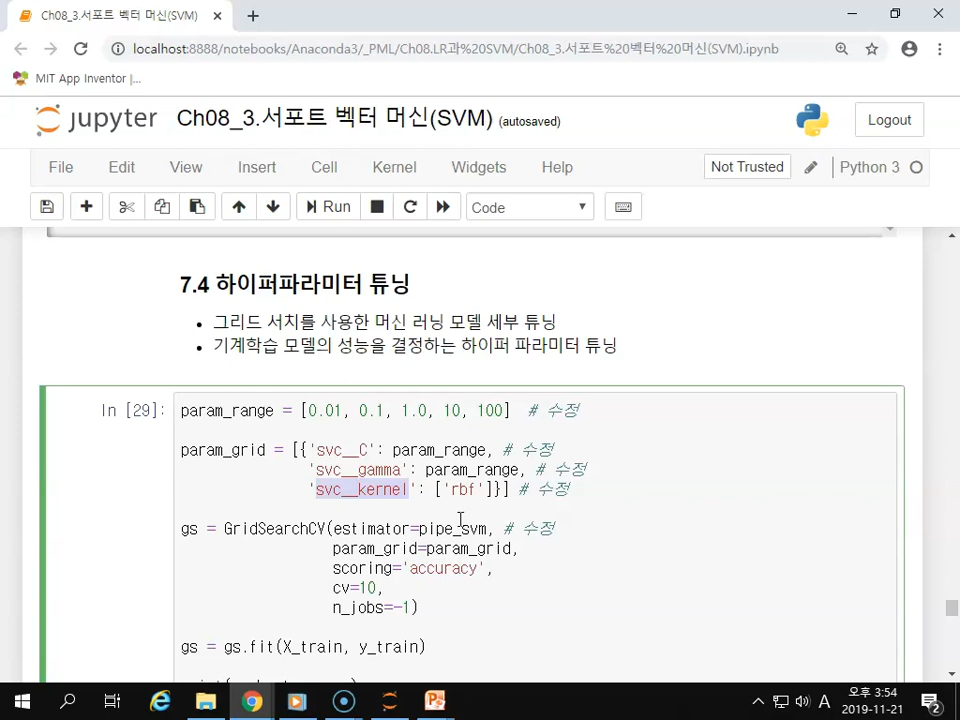 Ch08_3.서포트 벡터 머신(SVM)
localhost:8888/notebooks/Anaconda3/_PML/Ch08.LR과%20SVM/Ch08_3.서포트%20벡터%20머신(SVM).ipynb
MIT App Inventor |...
jupyter Ch08_3.서포트 벡터 머신(SVM) (autosaved) Logout
File Edit View Insert Cell Kernel Widgets Help Not Trusted Python 3
Run Code
7.4 하이퍼파라미터 튜닝
그리드 서치를 사용한 머신 러닝 모델 세부 튜닝
기계학습 모델의 성능을 결정하는 하이퍼 파라미터 튜닝
In [29]: param_range = [0.01, 0.1, 1.0, 10, 100] # 수정
param_grid = [{'svc__C': param_range, # 수정
'svc__gamma': param_range, # 수정
'svc__kernel': ['rbf']}] # 수정
gs = GridSearchCV(estimator=pipe_svm, # 수정
param_grid=param_grid,
scoring='accuracy',
cv=10,
n_jobs=-1)
gs = gs.fit(X_train, y_train)
A 오후 3:54
2019-11-21
2